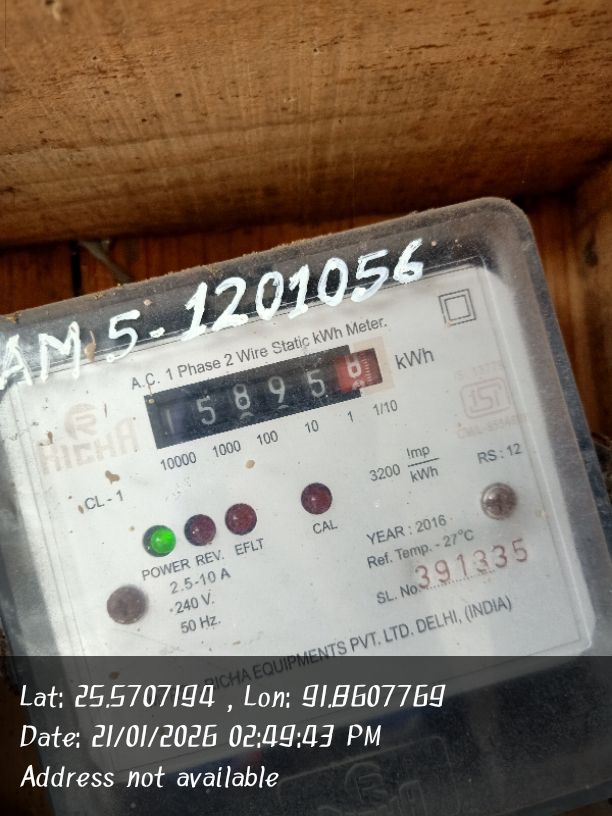 AM 5-1201056
A.C. 1 Phase 2 Wire Static kWh Meter.
15895 kWh
10000 1000 100 10 1 1/10
RICHA
CL-1
3200 Imp/kWh
RS : 12
POWER REV. EFLT
CAL
2.5-10 A
240 V.
50 Hz.
YEAR : 2016
Ref. Temp. - 27°C
SL. No. 391335
RICHA EQUIPMENTS PVT. LTD. DELHI, (INDIA)
Lat: 25.5707194 , Lon: 91.8607769
Date: 21/01/2026 02:49:43 PM
Address not available